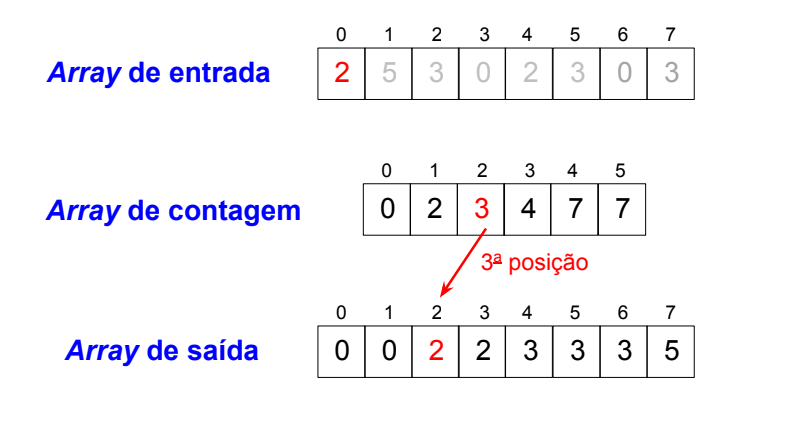 0 1 2 3 4 5 6 7
Array de entrada 2 5 3 0 2 3 0 3
0 1 2 3 4 5
Array de contagem 0 2 3 4 7 7
3ª posição
0 1 2 3 4 5 6 7
Array de saída 0 0 2 2 3 3 3 5